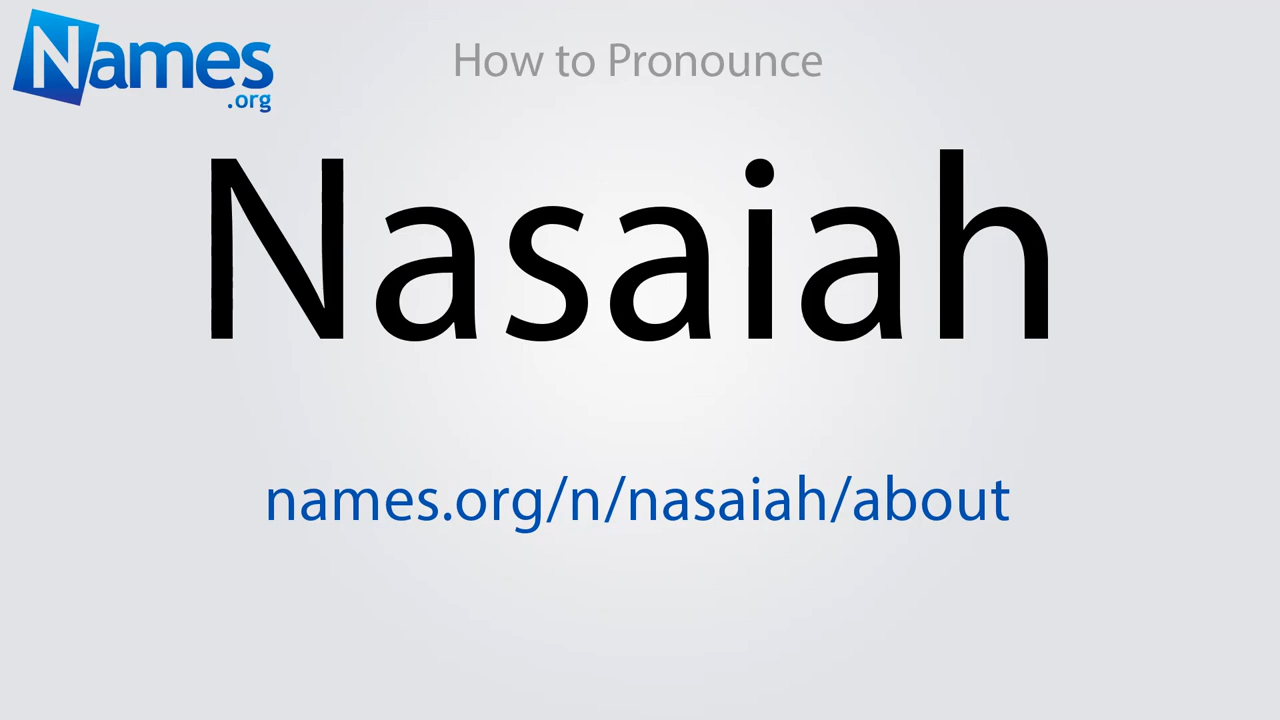 Names
.org
How to Pronounce
Nasaiah
names.org/n/nasaiah/about